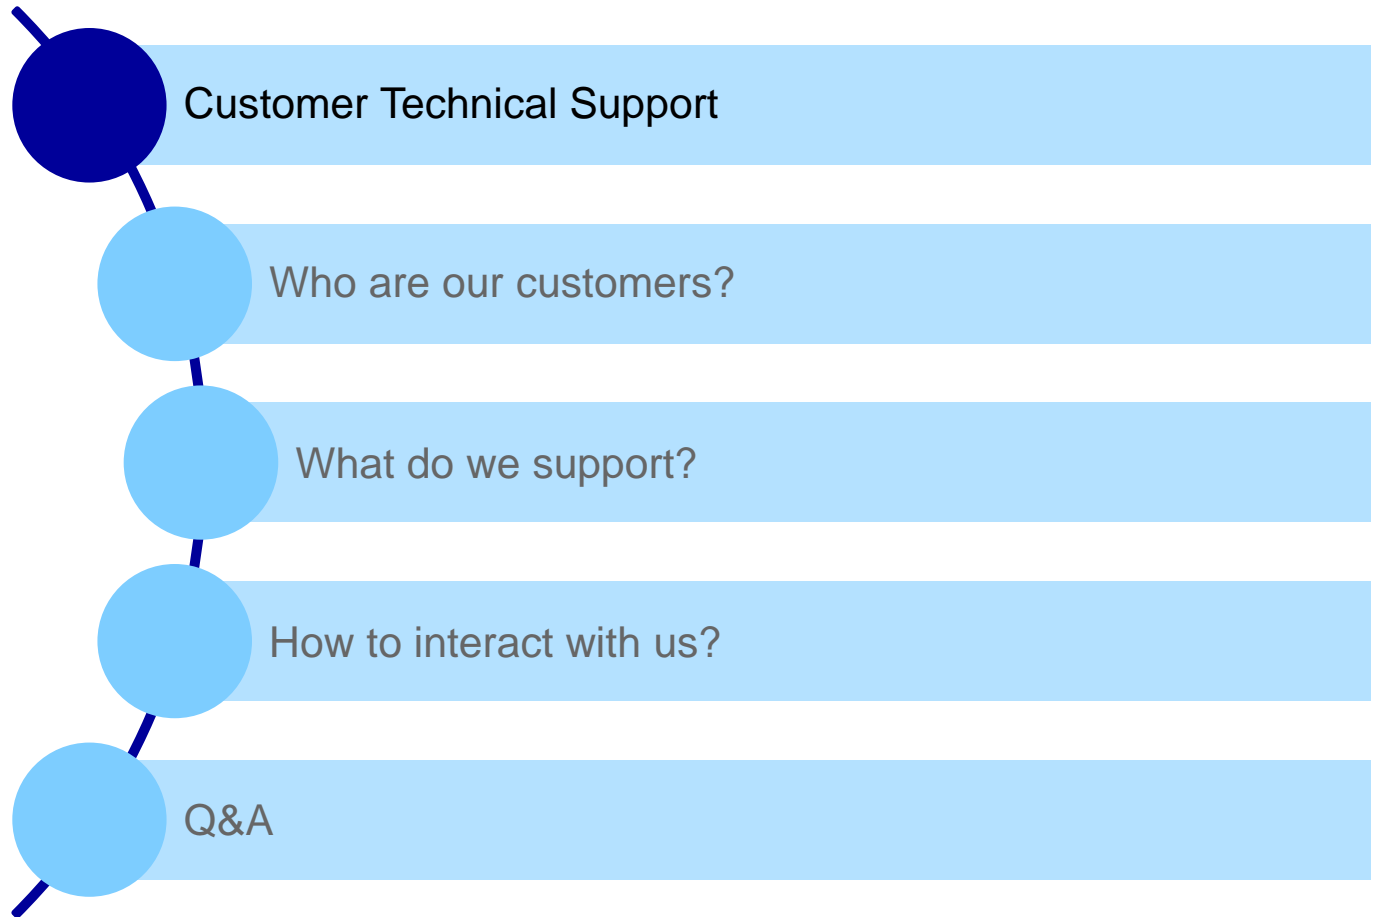 Customer Technical Support
Who are our customers?
What do we support?
How to interact with us?
Q&A